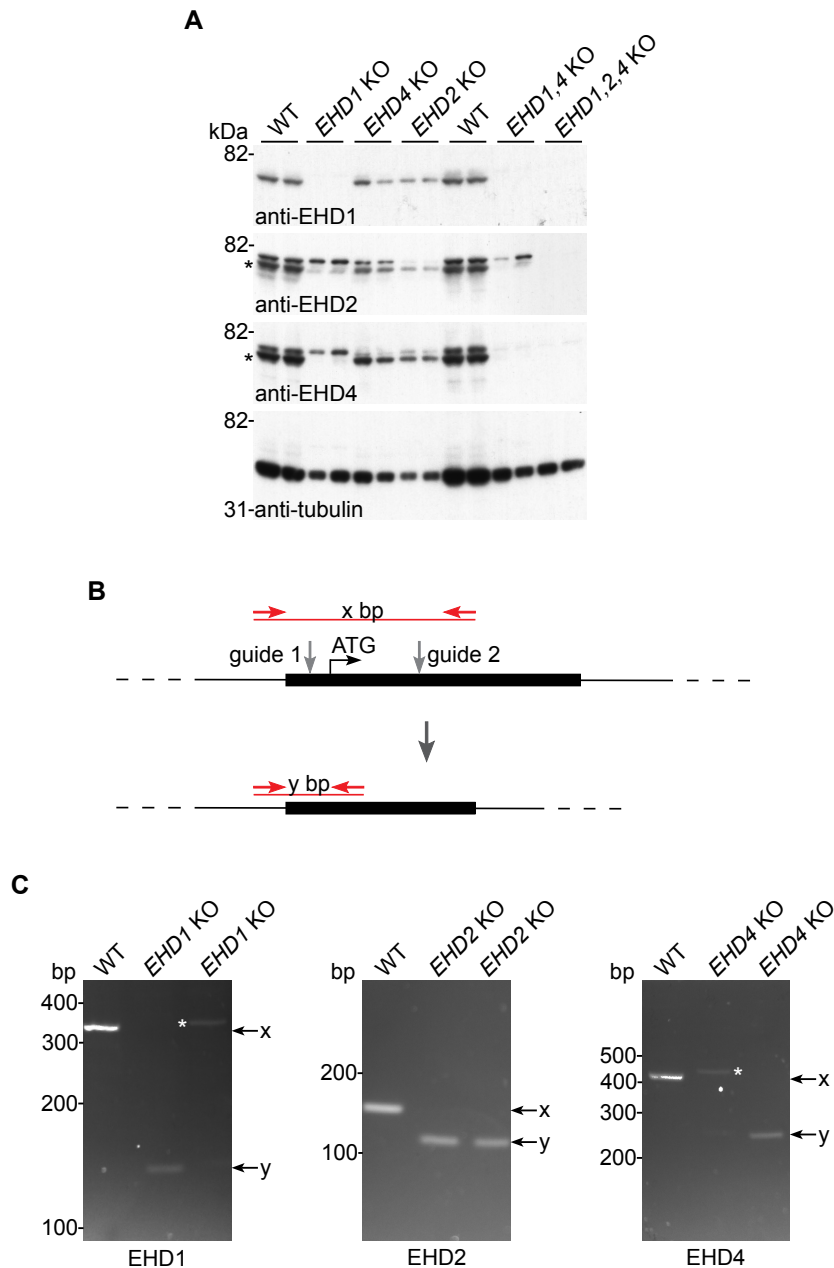 A
WT EHD1 KO EHD4 KO EHD2 KO WT EHD1,4 KO EHD1,2,4 KO
kDa
82-
anti-EHD1
82-
*
anti-EHD2
82-
*
anti-EHD4
82-
31-anti-tubulin
B
x bp
guide 1 ATG guide 2
y bp
C
bp WT EHD1 KO EHD1 KO
400-
300-
200-
100-
*
x
y
EHD1
bp WT EHD2 KO EHD2 KO
200-
100-
x
y
EHD2
bp WT EHD4 KO EHD4 KO
500-
400-
300-
200-
*
x
y
EHD4